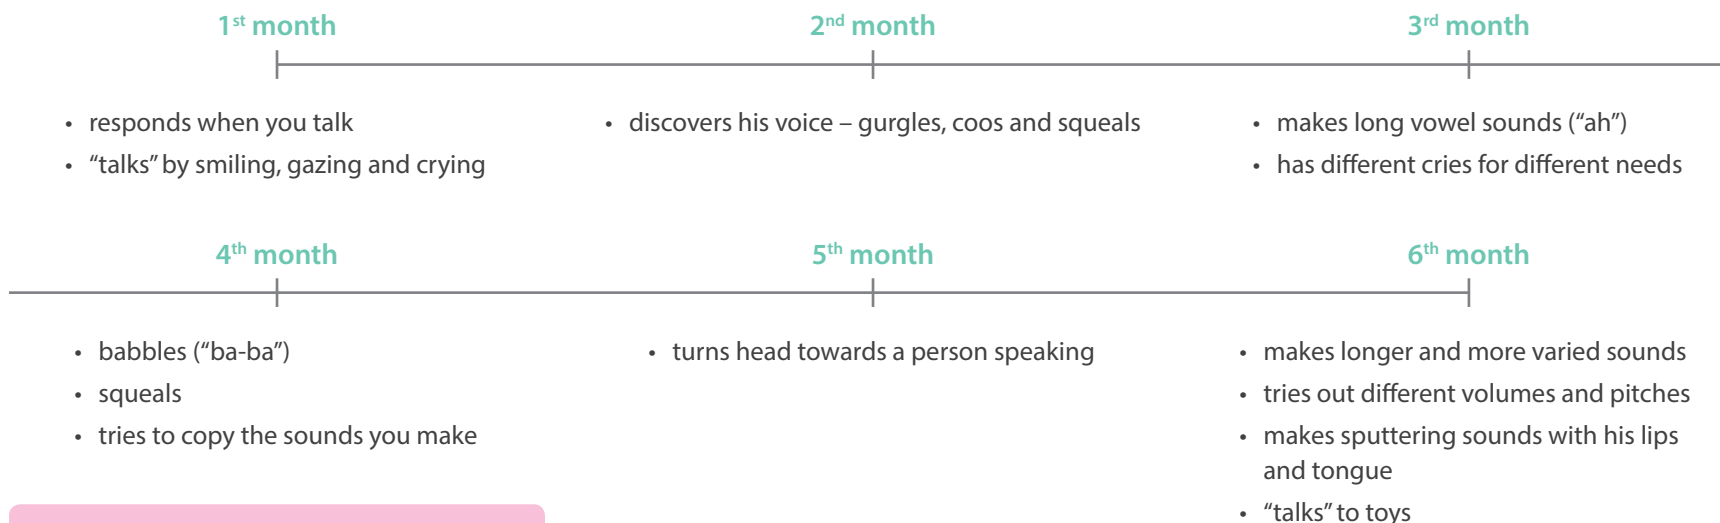 1st month
2nd month
3rd month
• responds when you talk
• “talks” by smiling, gazing and crying
• discovers his voice – gurgles, coos and squeals
• makes long vowel sounds (“ah”)
• has different cries for different needs
4th month
5th month
6th month
• babbles (“ba-ba”)
• squeals
• tries to copy the sounds you make
• turns head towards a person speaking
• makes longer and more varied sounds
• tries out different volumes and pitches
• makes sputtering sounds with his lips
and tongue
• “talks” to toys